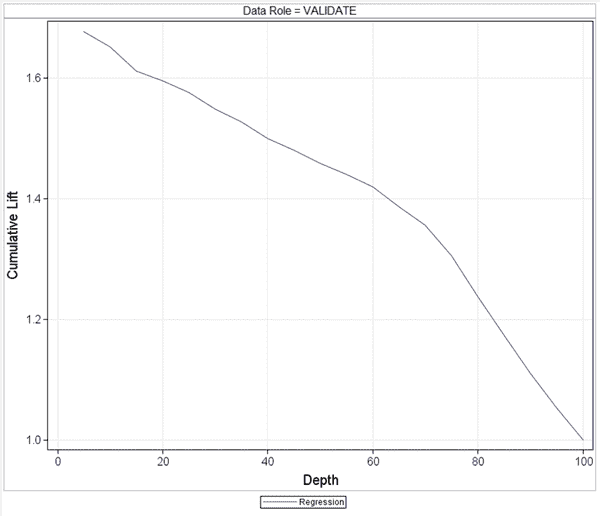 Data Role = VALIDATE
Cumulative Lift
1.6
1.4
1.2
1.0
0 20 40 60 80 100
Depth
Regression